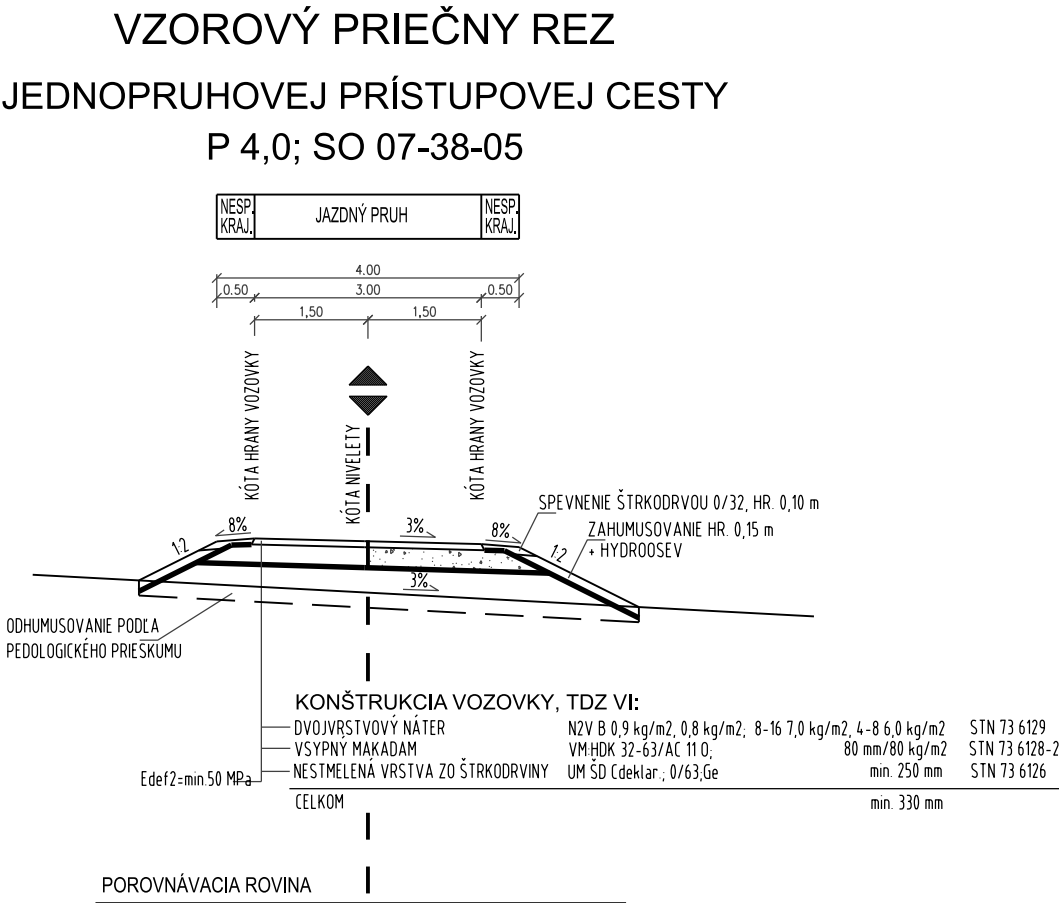 VZOROVÝ PRIEČNY REZ
JEDNOPRUHOVEJ PRÍSTUPOVEJ CESTY
P 4,0; SO 07-38-05
NESP. KRAJ.
JAZDNÝ PRUH
NESP. KRAJ.
4.00
0.50
3.00
0.50
1,50
1,50
KÓTA HRANY VOZOVKY
KÓTA NIVELETY
KÓTA HRANY VOZOVKY
SPEVNENIE ŠTRKODRVOU 0/32, HR. 0,10 m
ZAHUMUSOVANIE HR. 0,15 m
+ HYDROOSEV
8%
3%
8%
1:2
1:2
3%
ODHUMUSOVANIE PODĽA
PEDOLOGICKÉHO PRIESKUMU
KONŠTRUKCIA VOZOVKY, TDZ VI:
DVOJVRSTVOVÝ NÁTER N2V B 0,9 kg/m2, 0,8 kg/m2; 8-16 7,0 kg/m2, 4-8 6,0 kg/m2 STN 73 6129
VSYPNÝ MAKADAM VM:HDK 32-63/AC 11 O; 80 mm/80 kg/m2 STN 73 6128-2
NESTMELENÁ VRSTVA ZO ŠTRKODRVINY UM ŠD Cdeklar.; 0/63;Ge min. 250 mm STN 73 6126
Edef2=min.50 MPa
CELKOM min. 330 mm
POROVNÁVACIA ROVINA